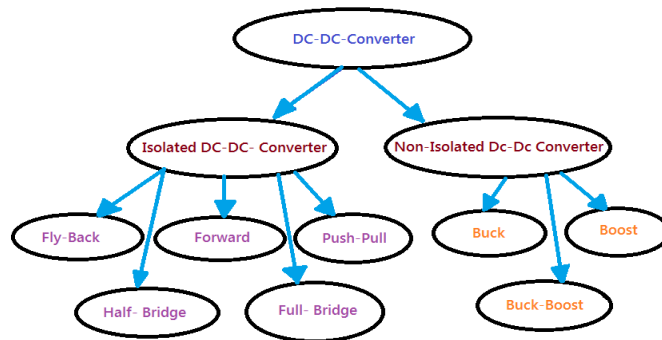 DC-DC-Converter
Isolated DC-DC- Converter
Non-Isolated Dc-Dc Converter
Fly-Back
Forward
Push-Pull
Buck
Boost
Half- Bridge
Full- Bridge
Buck-Boost